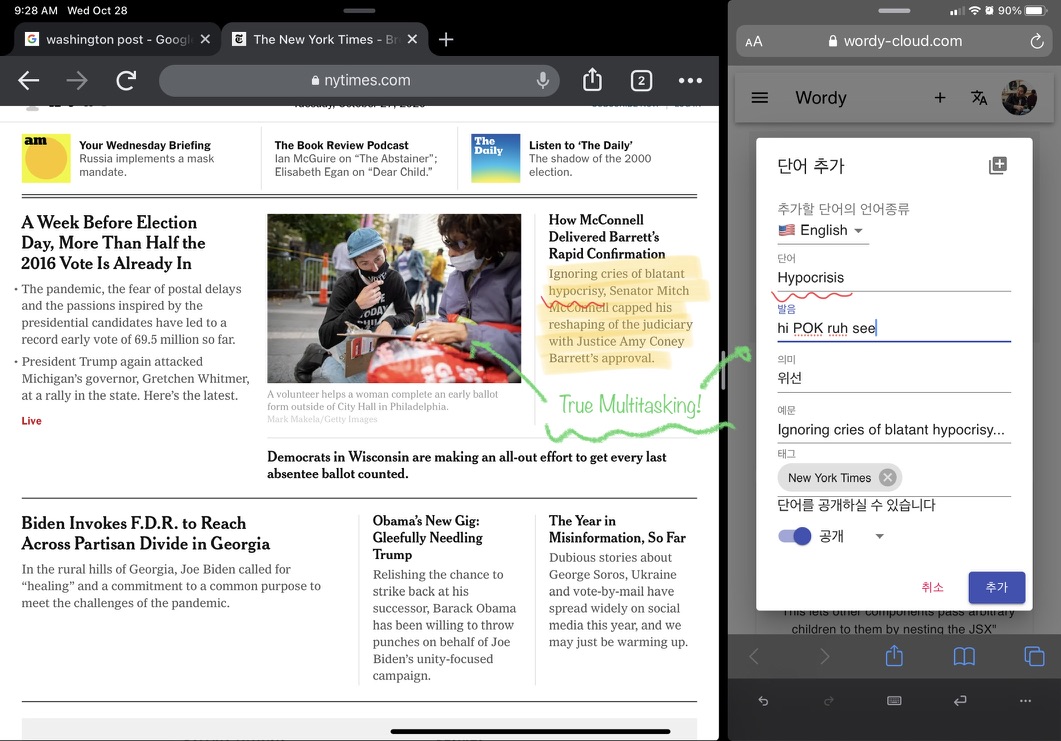 9:28 AM Wed Oct 28
washington post - Googl
The New York Times - Bre
nytimes.com
2
am
Your Wednesday Briefing
Russia implements a mask
mandate.
The Book Review Podcast
Ian McGuire on “The Abstainer”;
Elisabeth Egan on “Dear Child.”
The
Daily
Listen to ‘The Daily’
The shadow of the 2000
election.
A Week Before Election
Day, More Than Half the
2016 Vote Is Already In
• The pandemic, the fear of postal delays
and the passions inspired by the
presidential candidates have led to a
record early vote of 69.5 million so far.
• President Trump again attacked
Michigan’s governor, Gretchen Whitmer,
at a rally in the state. Here’s the latest.
Live
A volunteer helps a woman complete an early ballot
form outside of City Hall in Philadelphia.
Mark Makela/Getty Images
Democrats in Wisconsin are making an all-out effort to get every last
absentee ballot counted.
How McConnell
Delivered Barrett’s
Rapid Confirmation
Ignoring cries of blatant
hypocrisy, Senator Mitch
McConnell capped his
reshaping of the judiciary
with Justice Amy Coney
Barrett’s approval.
True Multitasking!
Biden Invokes F.D.R. to Reach
Across Partisan Divide in Georgia
In the rural hills of Georgia, Joe Biden called for
“healing” and a commitment to a common purpose to
meet the challenges of the pandemic.
Obama’s New Gig:
Gleefully Needling
Trump
Relishing the chance to
strike back at his
successor, Barack Obama
has been willing to throw
punches on behalf of Joe
Biden’s unity-focused
campaign.
The Year in
Misinformation, So Far
Dubious stories about
George Soros, Ukraine
and vote-by-mail have
spread widely on social
media this year, and we
may just be warming up.
90%
AA
wordy-cloud.com
Wordy
단어 추가
추가할 단어의 언어종류
English
단어
Hypocrisis
발음
hi POK ruh see
의미
위선
예문
Ignoring cries of blatant hypocrisy...
태그
New York Times
단어를 공개하실 수 있습니다
공개
취소
추가
"This lets other components pass arbitrary
children to them by nesting the JSX"